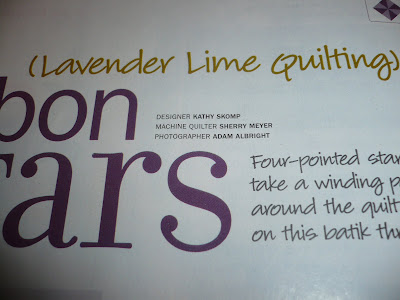 (Lavender Lime Quilting)
bon
DESIGNER KATHY SKOMP
MACHINE QUILTER SHERRY MEYER
PHOTOGRAPHER ADAM ALBRIGHT
ars
Four-pointed star
take a winding p
around the quilt
on this batik thr